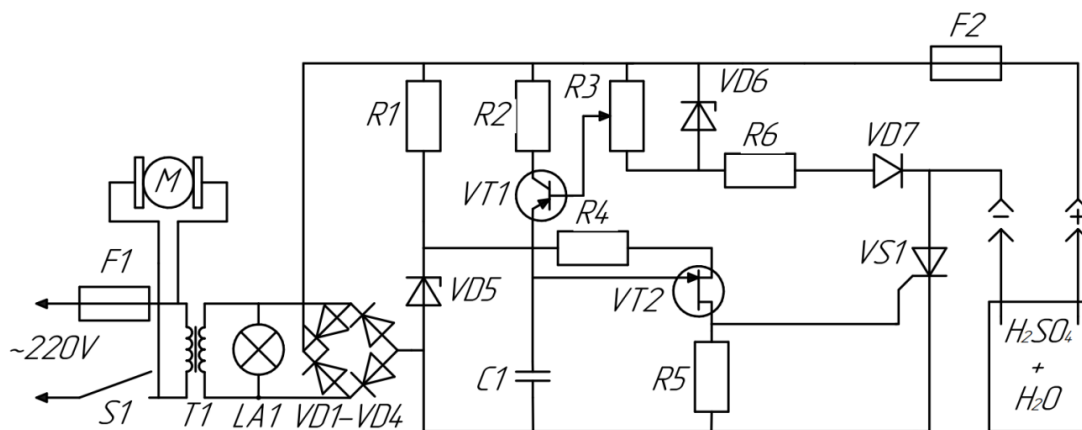 F2
R1
R2
R3
VD6
R6
VD7
M
VT1
R4
–
+
F1
VD5
VT2
VS1
~220V
H₂SO₄
+
H₂O
C1
R5
S1
T1
LA1
VD1-VD4